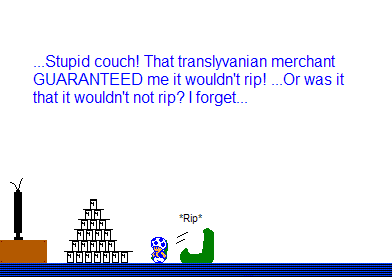 ...Stupid couch! That translyvanian merchant
GUARANTEED me it wouldn't rip! ...Or was it
that it wouldn't not rip? I forget...
*Rip*